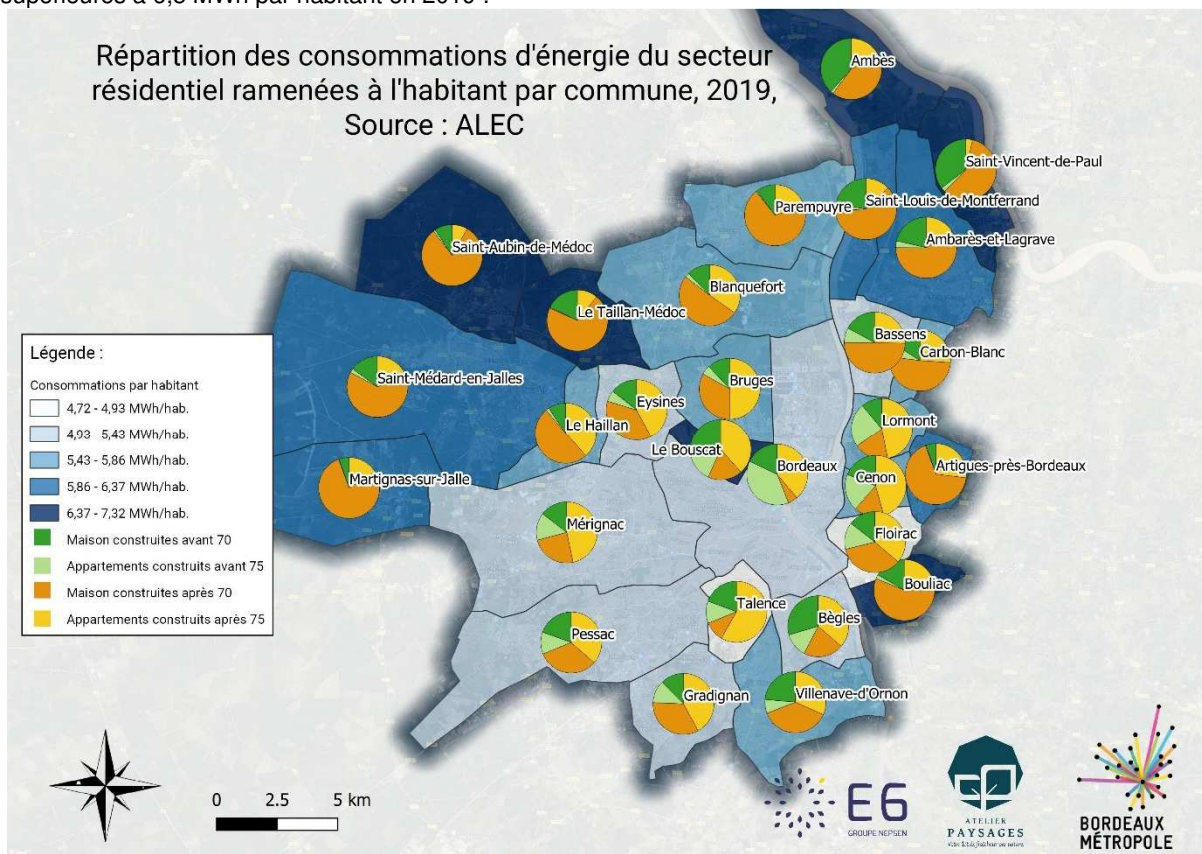 supérieures à 6,8 MWh par habitant en 2019 :
Répartition des consommations d'énergie du secteur
résidentiel ramenées à l'habitant par commune, 2019,
Source : ALEC
Ambès
Saint-Vincent-de-Paul
Parempuyre
Saint-Louis-de-Montferrand
Saint-Aubin-de-Médoc
Ambarès-et-Lagrave
Blanquefort
Le Taillan-Médoc
Bassens
Carbon-Blanc
Légende :
Consommations par habitant
4,72 - 4,93 MWh/hab.
4,93 - 5,43 MWh/hab.
5,43 - 5,86 MWh/hab.
5,86 - 6,37 MWh/hab.
6,37 - 7,32 MWh/hab.
Maison construites avant 70
Appartements construits avant 75
Maison construites après 70
Appartements construits après 75
Saint-Médard-en-Jalles
Bruges
Eysines
Le Haillan
Lormont
Le Bouscat
Bordeaux
Artigues-près-Bordeaux
Cenon
Martignas-sur-Jalle
Mérignac
Floirac
Bouliac
Talence
Bègles
Pessac
Gradignan
Villenave-d'Ornon
0 2.5 5 km
E6
GROUPE NEPSEN
ATELIER
PAYSAGES
BORDEAUX
MÉTROPOLE